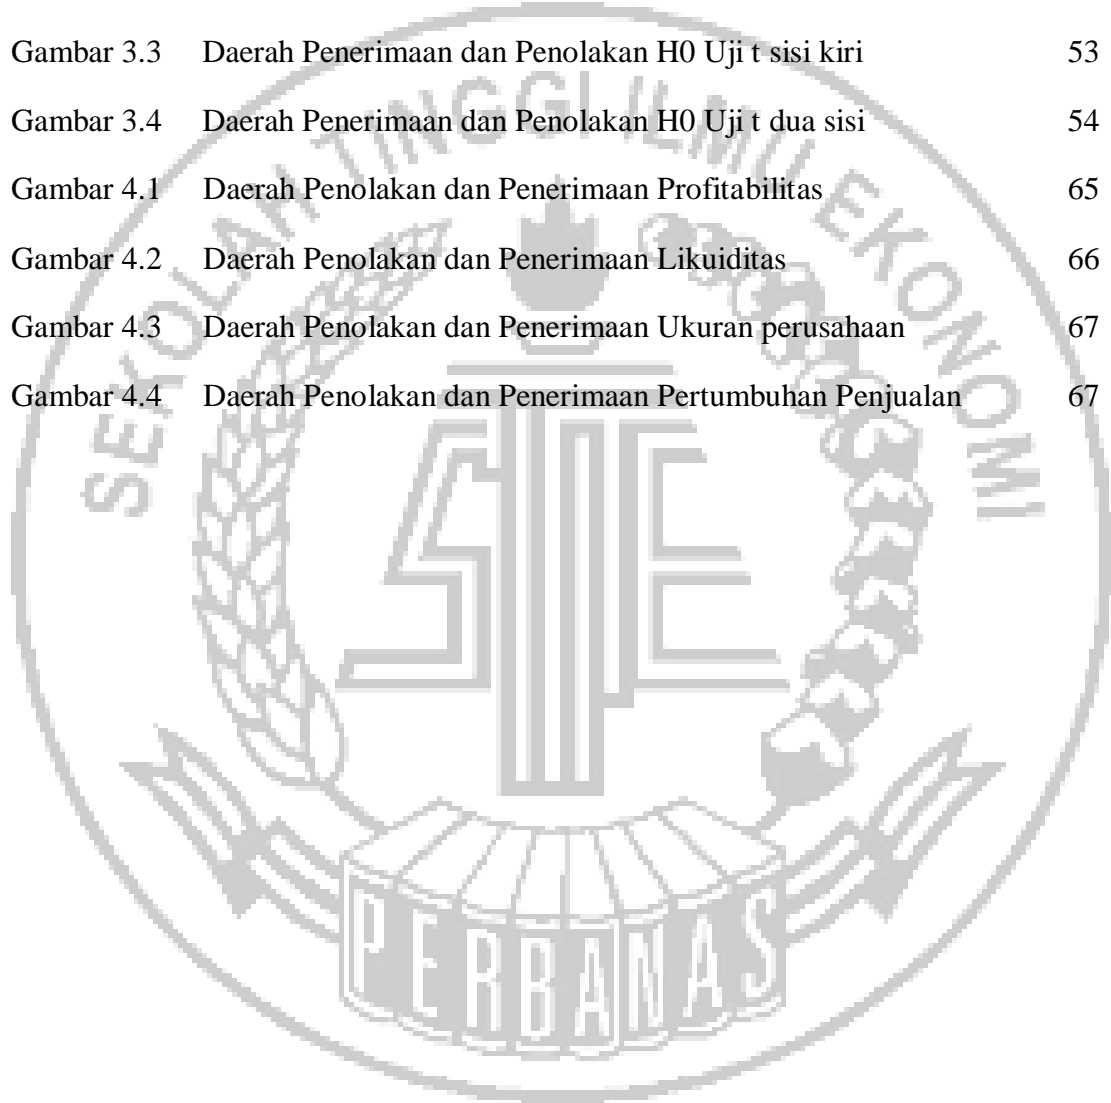 Gambar 3.3 Daerah Penerimaan dan Penolakan H0 Uji t sisi kiri 53
Gambar 3.4 Daerah Penerimaan dan Penolakan H0 Uji t dua sisi 54
Gambar 4.1 Daerah Penolakan dan Penerimaan Profitabilitas 65
Gambar 4.2 Daerah Penolakan dan Penerimaan Likuiditas 66
Gambar 4.3 Daerah Penolakan dan Penerimaan Ukuran perusahaan 67
Gambar 4.4 Daerah Penolakan dan Penerimaan Pertumbuhan Penjualan 67
SEKOLAH TINGGI ILMU EKONOMI
STIE
PERBANAS